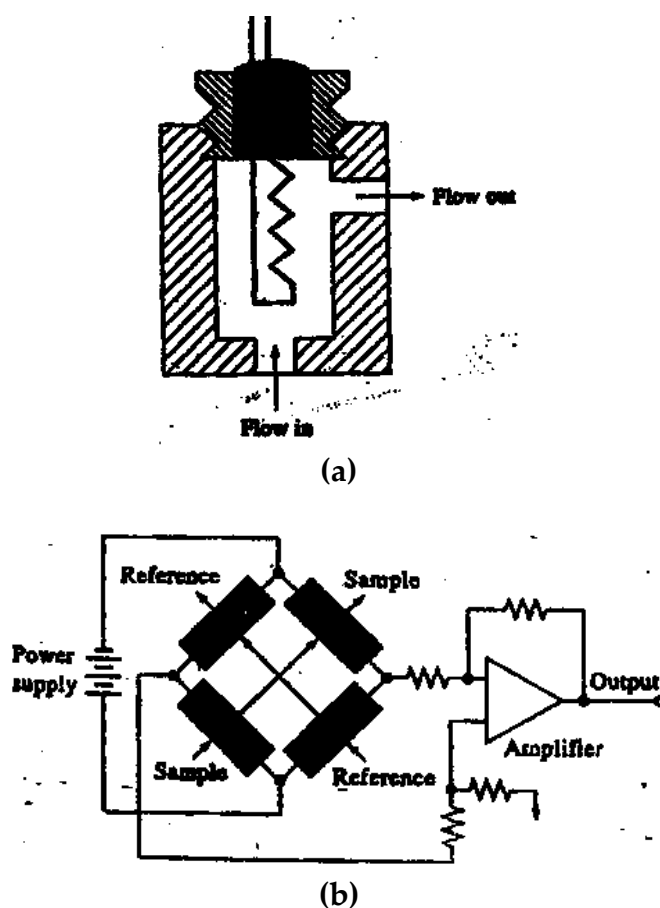 Flow out
Flow in
(a)
Reference
Sample
Power
supply
Output
Amplifier
Sample
Reference
(b)